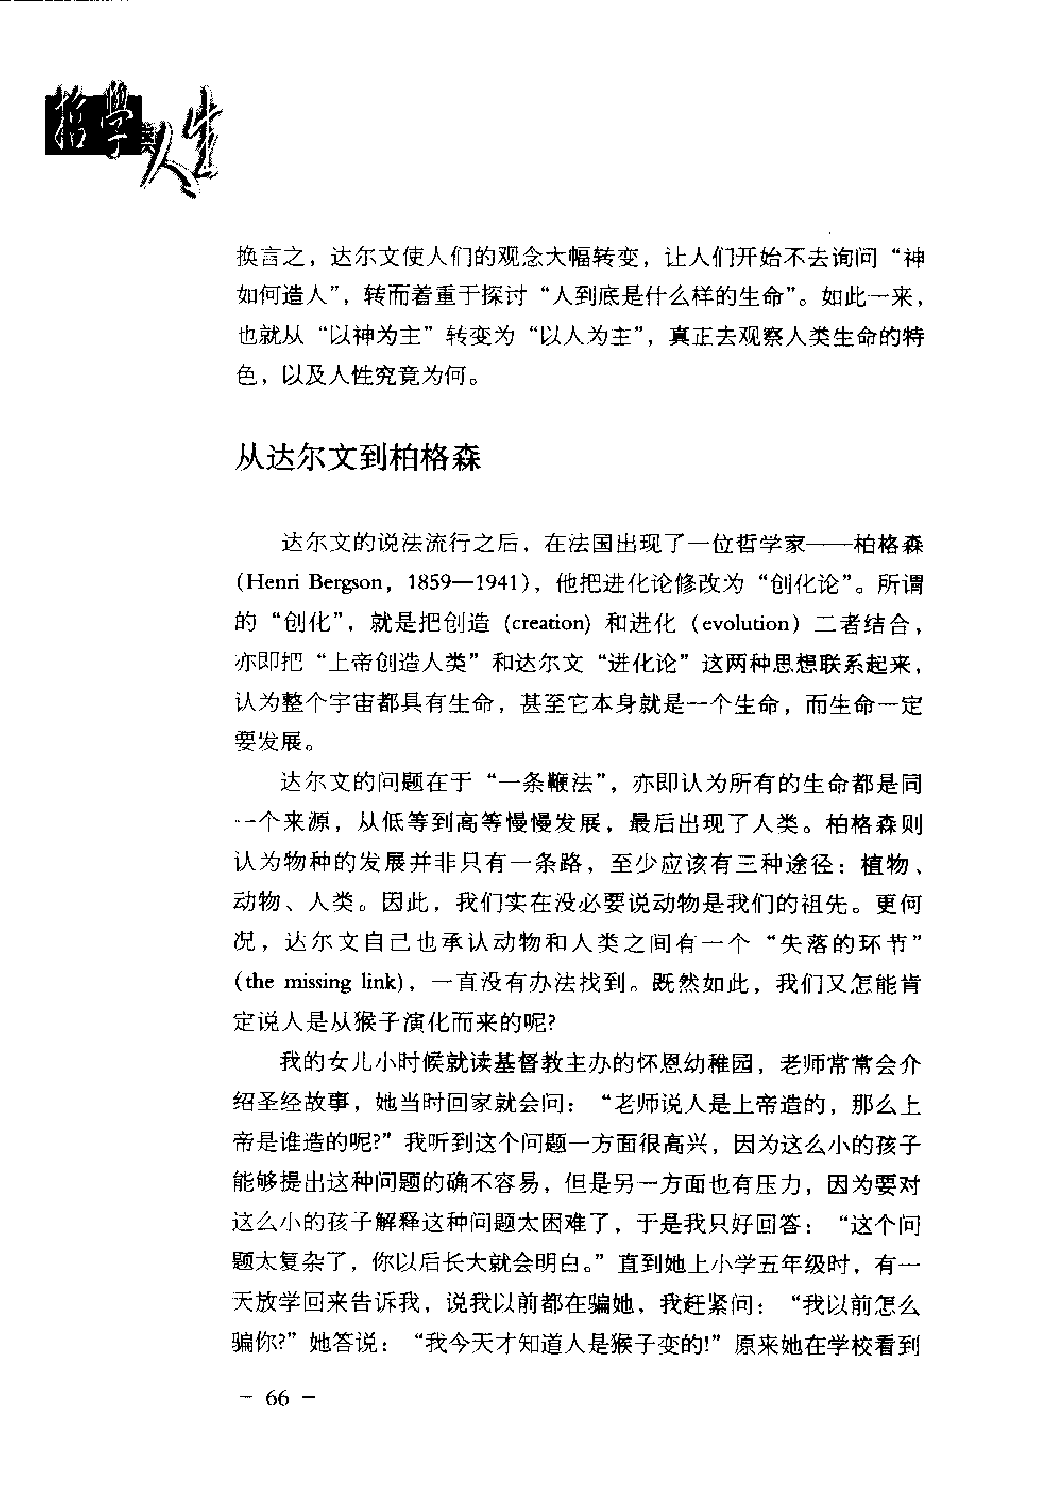 哲學與人生
换言之，达尔文使人们的观念大幅转变，让人们开始不去询问“神
如何造人”，转而着重于探讨“人到底是什么样的生命”。如此一来，
也就从“以神为主”转变为“以人为主”，真正去观察人类生命的特
色，以及人性究竟为何。
从达尔文到柏格森
达尔文的说法流行之后，在法国出现了一位哲学家——柏格森
(Henri Bergson，1859—1941)，他把进化论修改为“创化论”。所谓
的“创化”，就是把创造 (creation) 和进化（evolution）二者结合，
亦即把“上帝创造人类”和达尔文“进化论”这两种思想联系起来，
认为整个宇宙都具有生命，甚至它本身就是一个生命，而生命一定
要发展。
达尔文的问题在于“一条鞭法”，亦即认为所有的生命都是同
一个来源，从低等到高等慢慢发展，最后出现了人类。柏格森则
认为物种的发展并非只有一条路，至少应该有三种途径：植物、
动物、人类。因此，我们实在没必要说动物是我们的祖先。更何
况，达尔文自己也承认动物和人类之间有一个“失落的环节”
(the missing link)，一直没有办法找到。既然如此，我们又怎能肯
定说人是从猴子演化而来的呢?
我的女儿小时候就读基督教主办的怀恩幼稚园，老师常常会介
绍圣经故事，她当时回家就会问：“老师说人是上帝造的，那么上
帝是谁造的呢?”我听到这个问题一方面很高兴，因为这么小的孩子
能够提出这种问题的确不容易，但是另一方面也有压力，因为要对
这么小的孩子解释这种问题太困难了，于是我只好回答：“这个问
题太复杂了，你以后长大就会明白。”直到她上小学五年级时，有一
天放学回来告诉我，说我以前都在骗她，我赶紧问：“我以前怎么
骗你?”她答说：“我今天才知道人是猴子变的!”原来她在学校看到
– 66 –